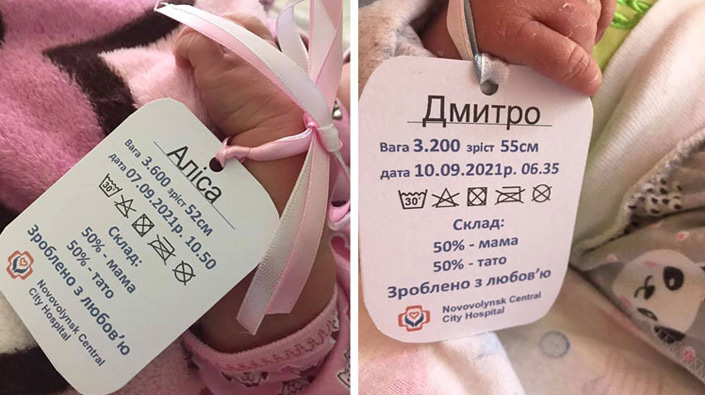 Аліса
Вага 3.600 зріст 52см
дата 07.09.2021р. 10.50
30°
Склад:
50% - мама
50% - тато
Зроблено з любов'ю
Novovolynsk Central
City Hospital
Дмитро
Вага 3.200 зріст 55см
дата 10.09.2021р. 06.35
30°
Склад:
50% - мама
50% - тато
Зроблено з любов'ю
Novovolynsk Central
City Hospital